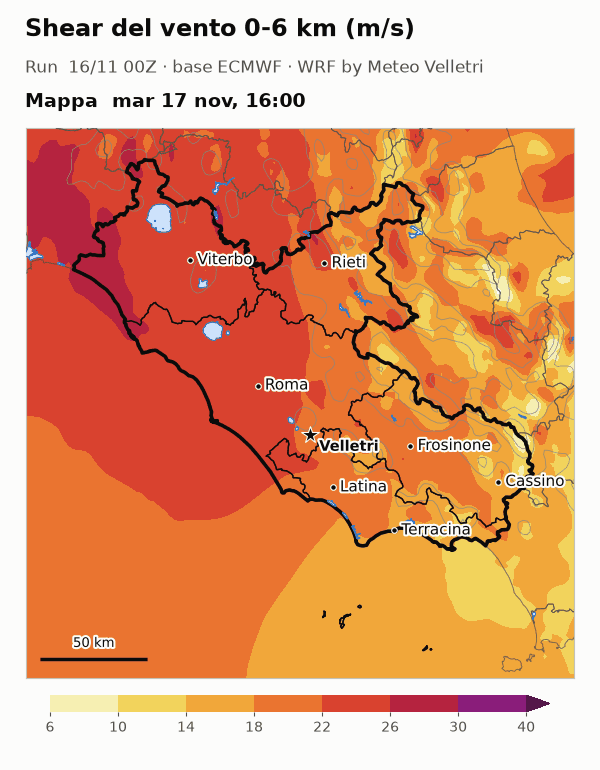 Shear del vento 0-6 km (m/s)
Run  16/11 00Z · base ECMWF · WRF by Meteo Velletri
Mappa  mar 17 nov, 16:00
Viterbo
Rieti
Roma
Velletri
Frosinone
Latina
Cassino
Terracina
50 km
6 10 14 18 22 26 30 40